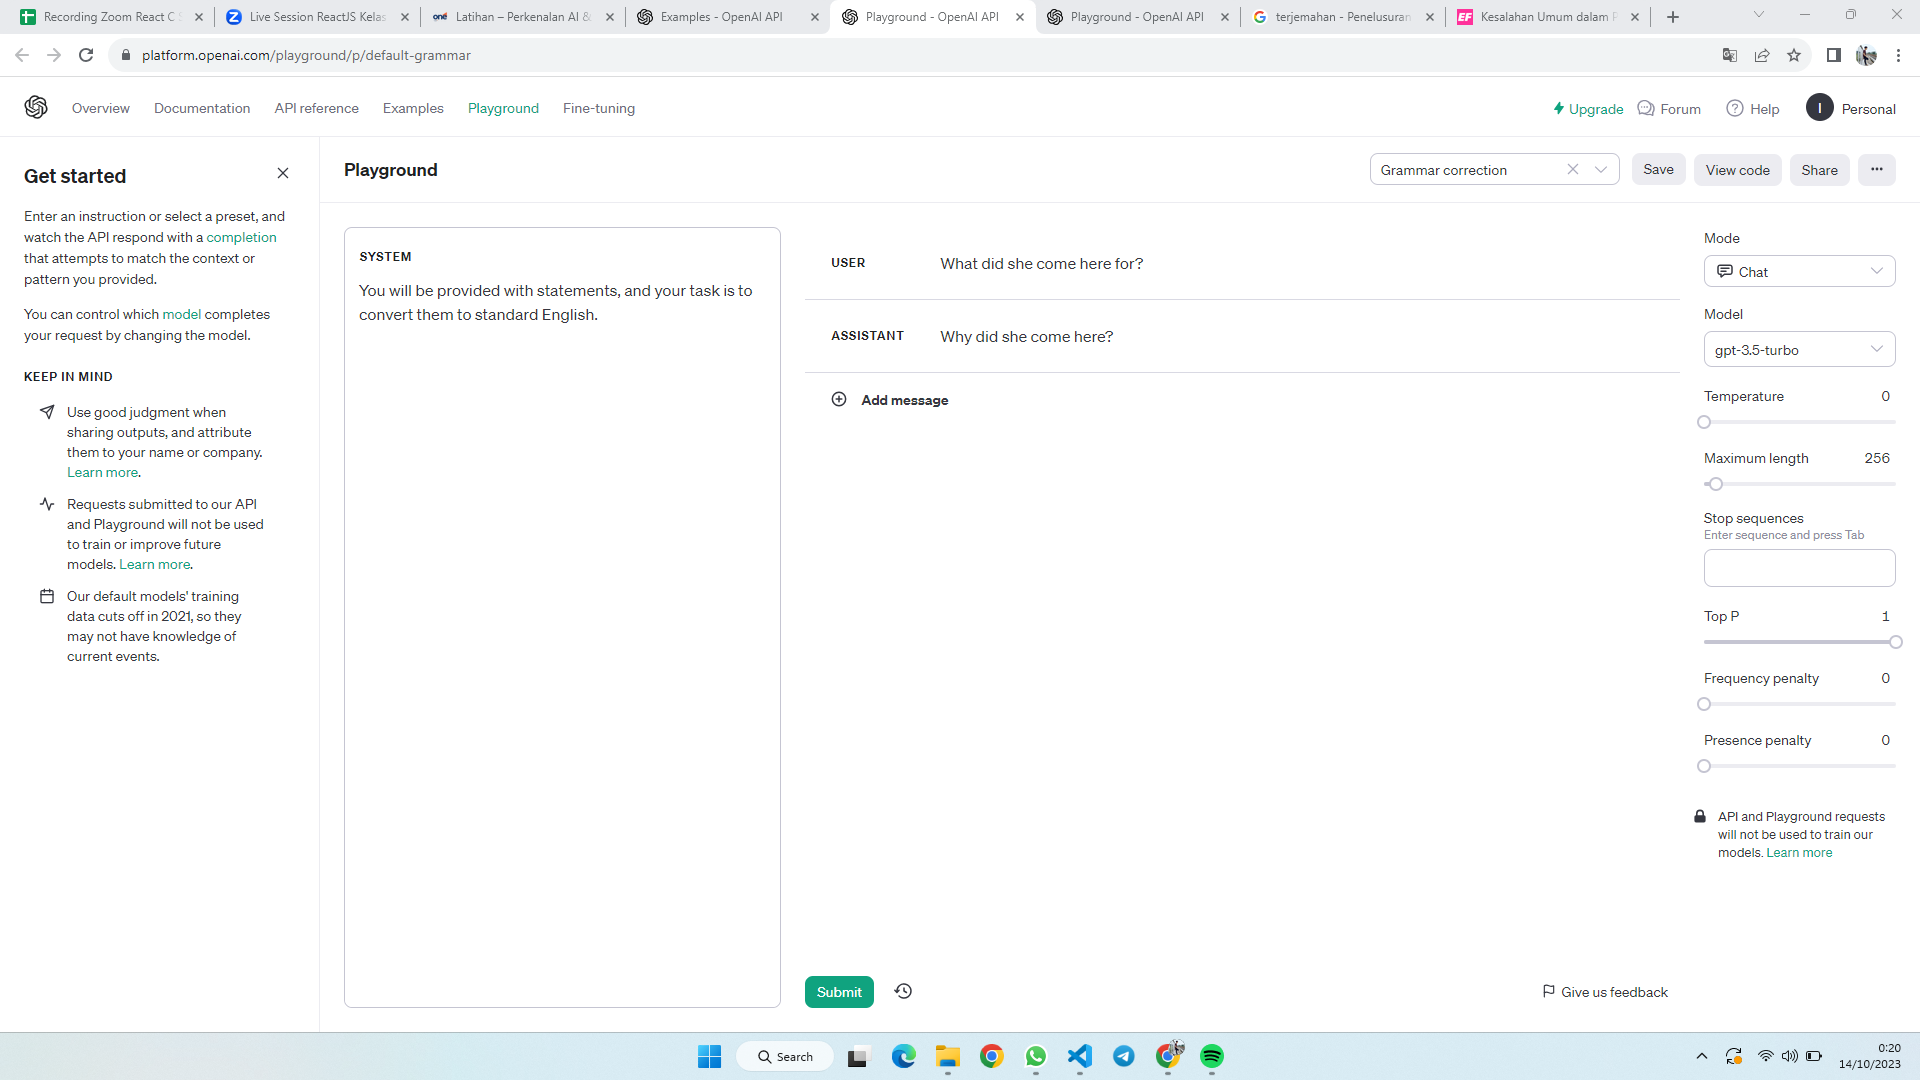 Recording Zoom React C
Live Session ReactJS Kelas
one Latihan – Perkenalan AI &
Examples - OpenAI API
Playground - OpenAI API
Playground - OpenAI API
terjemahan - Penelusuran
EF Kesalahan Umum dalam
platform.openai.com/playground/p/default-grammar
Overview Documentation API reference Examples Playground Fine-tuning
Upgrade Forum Help I Personal
Get started
Enter an instruction or select a preset, and
watch the API respond with a completion
that attempts to match the context or
pattern you provided.
You can control which model completes
your request by changing the model.
KEEP IN MIND
Use good judgment when
sharing outputs, and attribute
them to your name or company.
Learn more.
Requests submitted to our API
and Playground will not be used
to train or improve future
models. Learn more.
Our default models' training
data cuts off in 2021, so they
may not have knowledge of
current events.
Playground
Grammar correction
Save View code Share
SYSTEM
You will be provided with statements, and your task is to
convert them to standard English.
USER What did she come here for?
ASSISTANT Why did she come here?
Add message
Submit
Give us feedback
Mode
Chat
Model
gpt-3.5-turbo
Temperature 0
Maximum length 256
Stop sequences
Enter sequence and press Tab
Top P 1
Frequency penalty 0
Presence penalty 0
API and Playground requests
will not be used to train our
models. Learn more
Search
0:20
14/10/2023